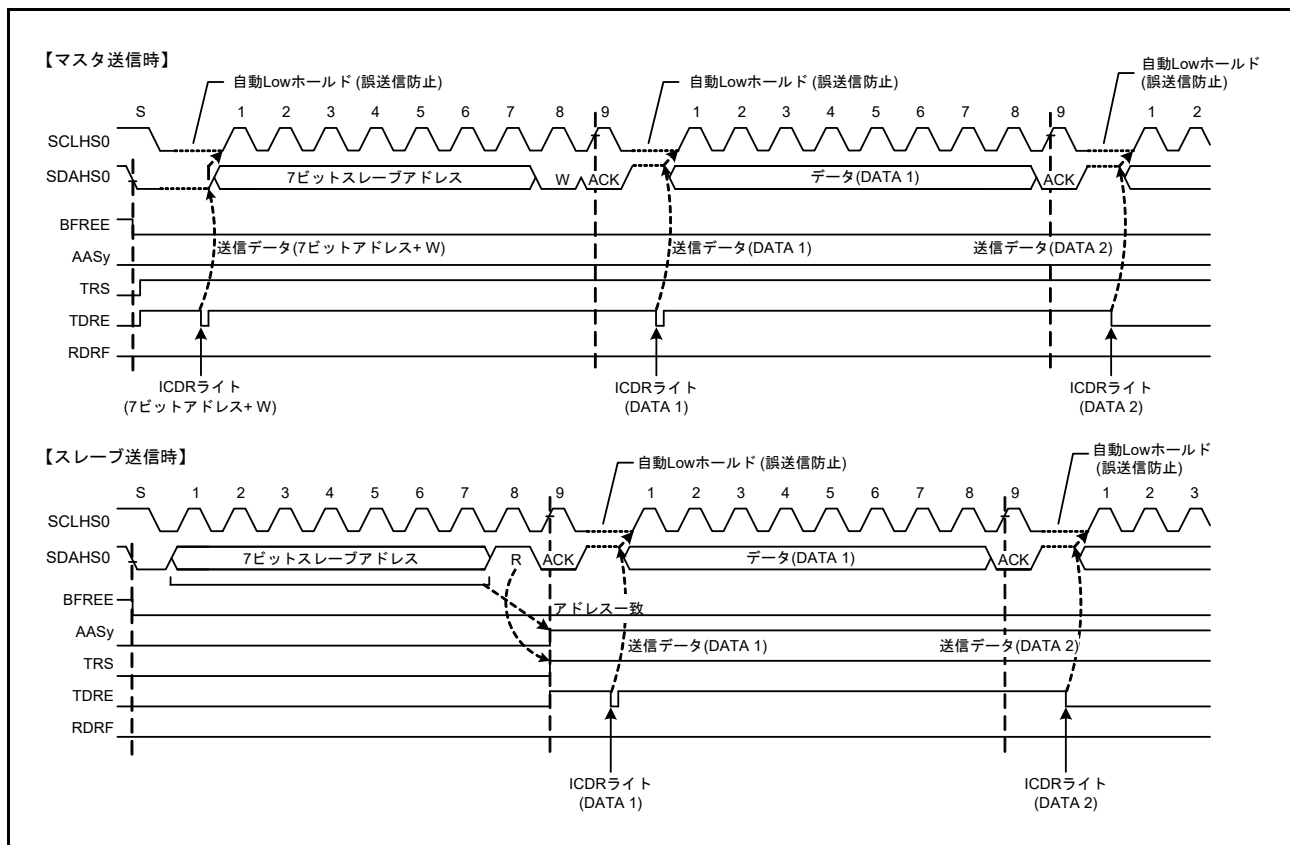 【マスタ送信時】
自動Lowホールド (誤送信防止)
自動Lowホールド (誤送信防止)
自動Lowホールド
(誤送信防止)
S 1 2 3 4 5 6 7 8 9 1 2 3 4 5 6 7 8 9 1 2
SCLHS0
SDAHS0
7ビットスレーブアドレス
W
ACK
データ(DATA 1)
ACK
BFREE
送信データ(7ビットアドレス+ W)
送信データ(DATA 1)
送信データ(DATA 2)
AASy
TRS
TDRE
RDRF
ICDRライト
(7ビットアドレス+ W)
ICDRライト
(DATA 1)
ICDRライト
(DATA 2)
【スレーブ送信時】
自動Lowホールド (誤送信防止)
自動Lowホールド
(誤送信防止)
S 1 2 3 4 5 6 7 8 9 1 2 3 4 5 6 7 8 9 1 2 3
SCLHS0
SDAHS0
7ビットスレーブアドレス
R
ACK
データ(DATA 1)
ACK
BFREE
アドレス一致
AASy
送信データ(DATA 1)
送信データ(DATA 2)
TRS
TDRE
RDRF
ICDRライト
(DATA 1)
ICDRライト
(DATA 2)